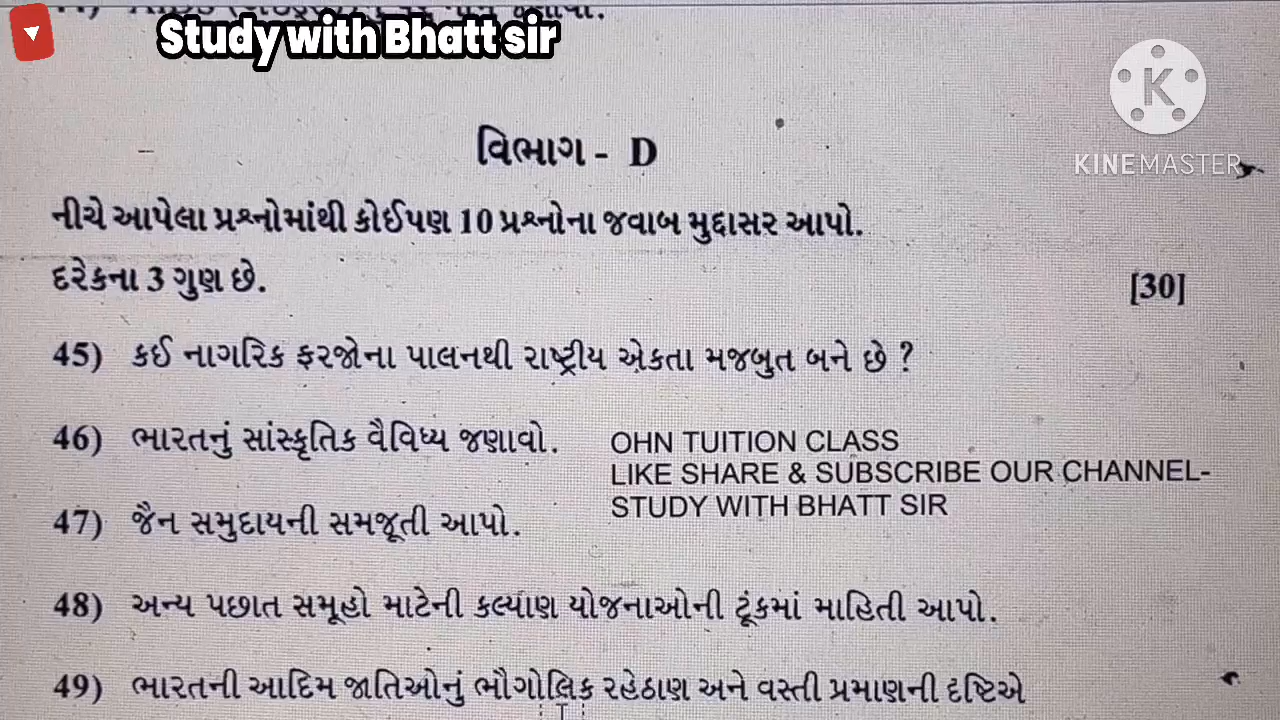 Study with Bhatt sir
K
KINEMASTER
વિભાગ - D
નીચે આપેલા પ્રશ્નોમાંથી કોઈપણ 10 પ્રશ્નોના જવાબ મુદ્દાસર આપો.
દરેકના 3 ગુણ છે. [30]
45) કઈ નાગરિક ફરજોના પાલનથી રાષ્ટ્રીય એકતા મજબુત બને છે ?
46) ભારતનું સાંસ્કૃતિક વૈવિધ્ય જણાવો.
OHN TUITION CLASS
LIKE SHARE & SUBSCRIBE OUR CHANNEL-
STUDY WITH BHATT SIR
47) જૈન સમુદાયની સમજૂતી આપો.
48) અન્ય પછાત સમૂહો માટેની કલ્યાણ યોજનાઓની ટૂંકમાં માહિતી આપો.
49) ભારતની આદિમ જાતિઓનું ભૌગોલિક રહેઠાણ અને વસ્તી પ્રમાણની દૃષ્ટિએ